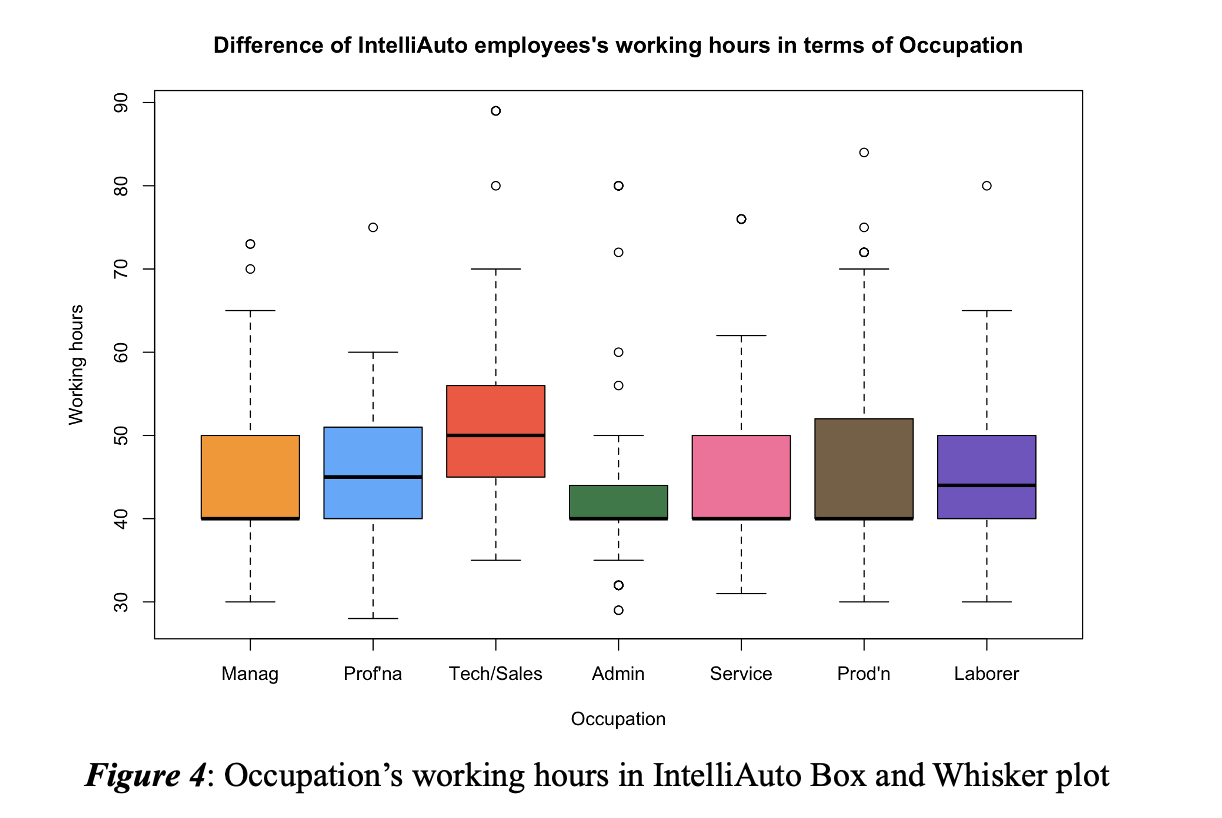 Difference of IntelliAuto employees's working hours in terms of Occupation
Working hours
90
80
70
60
50
40
30
Manag Prof'na Tech/Sales Admin Service Prod'n Laborer
Occupation
Figure 4: Occupation’s working hours in IntelliAuto Box and Whisker plot